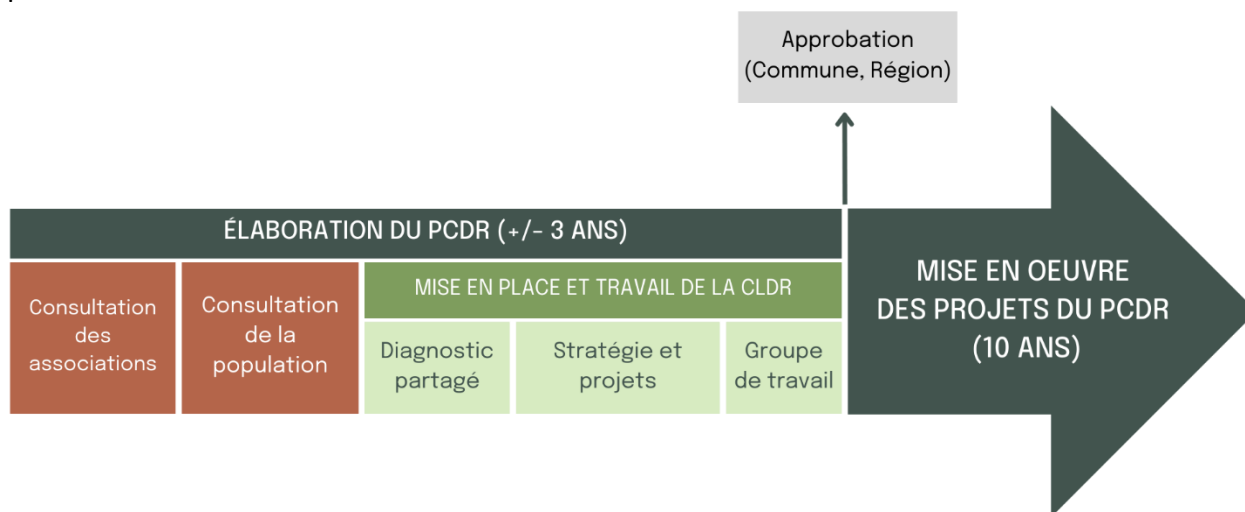 Approbation
(Commune, Région)
ÉLABORATION DU PCDR (+/- 3 ANS)
Consultation
des
associations
Consultation
de la
population
MISE EN PLACE ET TRAVAIL DE LA CLDR
Diagnostic
partagé
Stratégie et
projets
Groupe
de travail
MISE EN OEUVRE
DES PROJETS DU PCDR
(10 ANS)